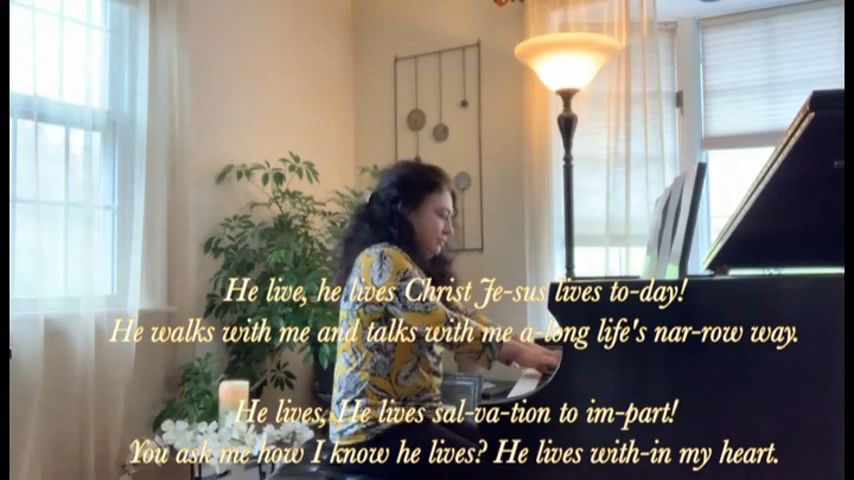 He live, he lives Christ Je-sus lives to-day!
He walks with me and talks with me a-long life's nar-row way.
He lives, He lives sal-va-tion to im-part!
You ask me how I know he lives? He lives with-in my heart.